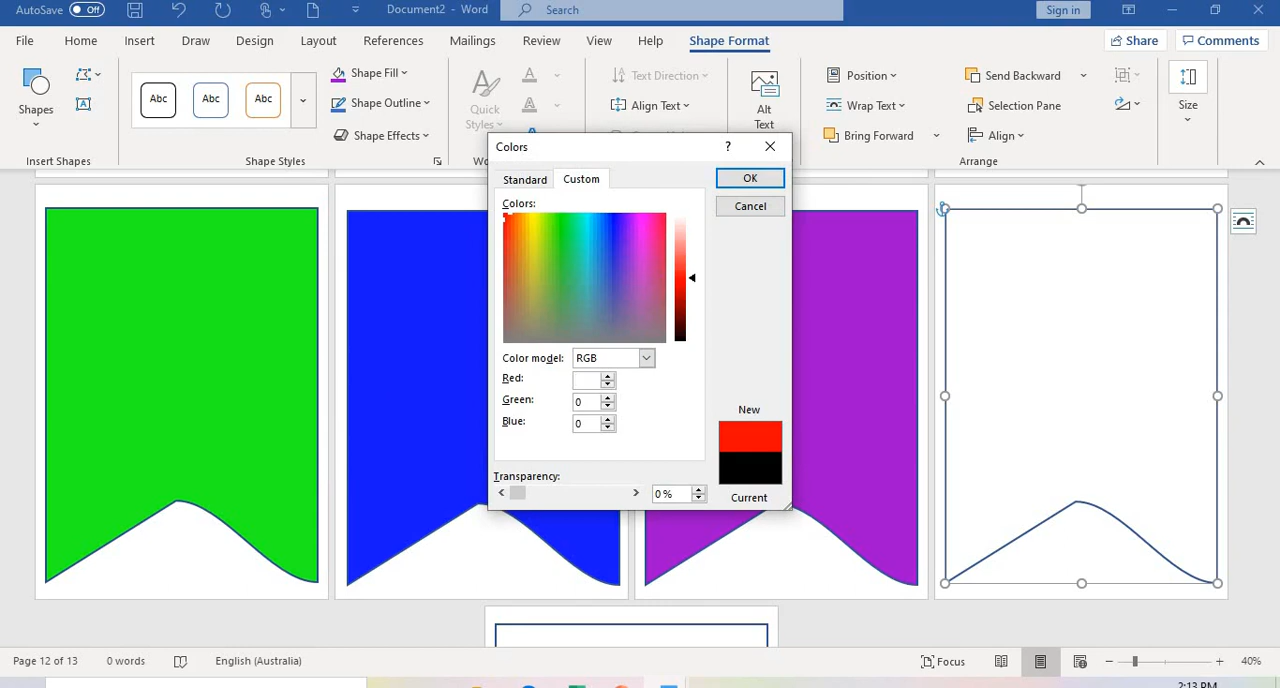 AutoSave Off Document2 - Word Search Sign in
File Home Insert Draw Design Layout References Mailings Review View Help Shape Format Share Comments
Shapes
Abc Abc Abc
Shape Fill
Shape Outline
Shape Effects
Quick
Styles
Text Direction
Align Text
Alt
Text
Position
Wrap Text
Bring Forward
Send Backward
Selection Pane
Align
Size
Insert Shapes Shape Styles Arrange
Colors ? 
Standard Custom
OK
Cancel
Colors:
Color model: RGB
Red:
Green: 0
Blue: 0
New
Current
Transparency:
0 %
Page 12 of 13 0 words English (Australia) Focus 40%
2:13 PM